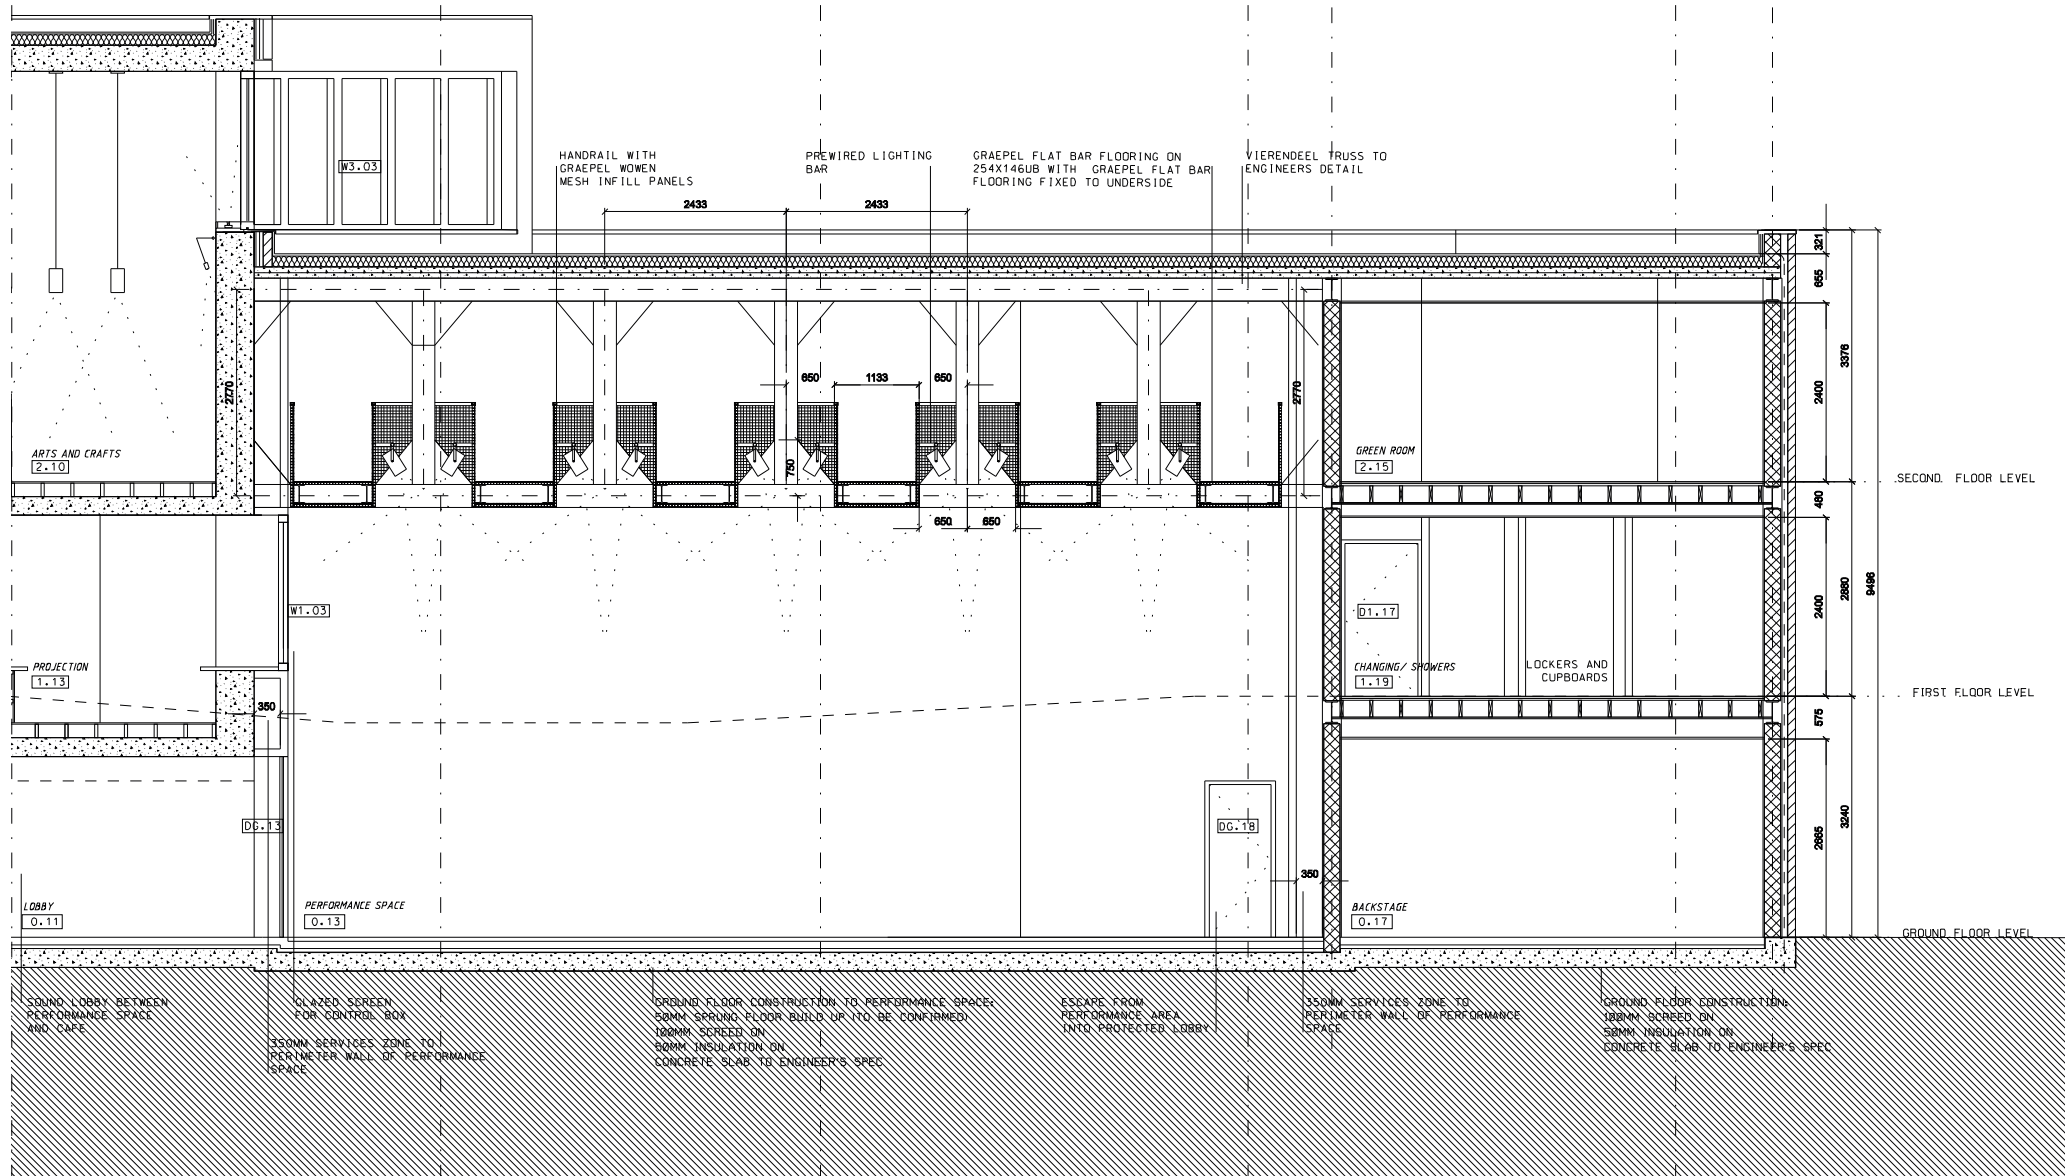 W3.03
HANDRAIL WITH
GRAEPEL WOWEN
MESH INFILL PANELS
PREWIRED LIGHTING
BAR
GRAEPEL FLAT BAR FLOORING ON
254X146UB WITH GRAEPEL FLAT BAR
FLOORING FIXED TO UNDERSIDE
VIERENDEEL TRUSS TO
ENGINEERS DETAIL
2433
2433
321
655
3376
2400
2770
650
1133
650
2770
750
ARTS AND CRAFTS
2.10
GREEN ROOM
2.15
SECOND FLOOR LEVEL
480
650
650
W1.03
D1.17
2400
2880
9496
PROJECTION
1.13
CHANGING/ SHOWERS
1.19
LOCKERS AND
CUPBOARDS
FIRST FLOOR LEVEL
350
575
DG.13
DG.18
2665
3240
350
LOBBY
0.11
PERFORMANCE SPACE
0.13
BACKSTAGE
0.17
GROUND FLOOR LEVEL
SOUND LOBBY BETWEEN
PERFORMANCE SPACE
AND CAFE
GLAZED SCREEN
FOR CONTROL BOX
350MM SERVICES ZONE TO
PERIMETER WALL OF PERFORMANCE
SPACE
GROUND FLOOR CONSTRUCTION TO PERFORMANCE SPACE:
50MM SPRUNG FLOOR BUILD UP (TO BE CONFIRMED)
100MM SCREED ON
50MM INSULATION ON
CONCRETE SLAB TO ENGINEER'S SPEC
ESCAPE FROM
PERFORMANCE AREA
INTO PROTECTED LOBBY
350MM SERVICES ZONE TO
PERIMETER WALL OF PERFORMANCE
SPACE
GROUND FLOOR CONSTRUCTION:
100MM SCREED ON
50MM INSULATION ON
CONCRETE SLAB TO ENGINEER'S SPEC